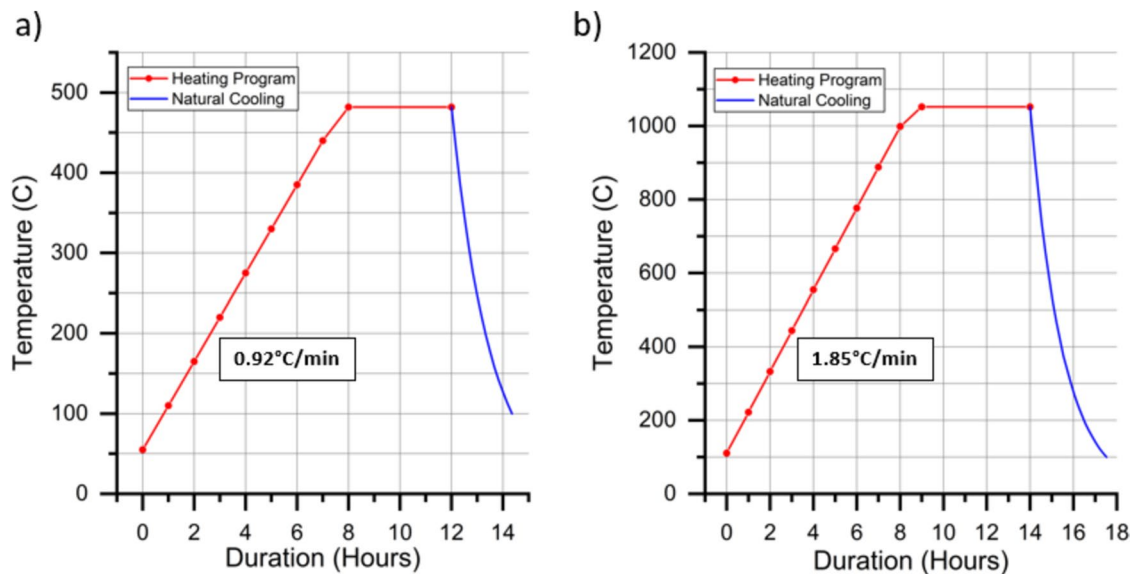 a)
Heating Program
Natural Cooling
500
400
300
200
100
0
Temperature (C)
0.92°C/min
0 2 4 6 8 10 12 14
Duration (Hours)
b)
1200
Heating Program
Natural Cooling
1000
800
600
400
200
0
Temperature (C)
1.85°C/min
0 2 4 6 8 10 12 14 16 18
Duration (Hours)